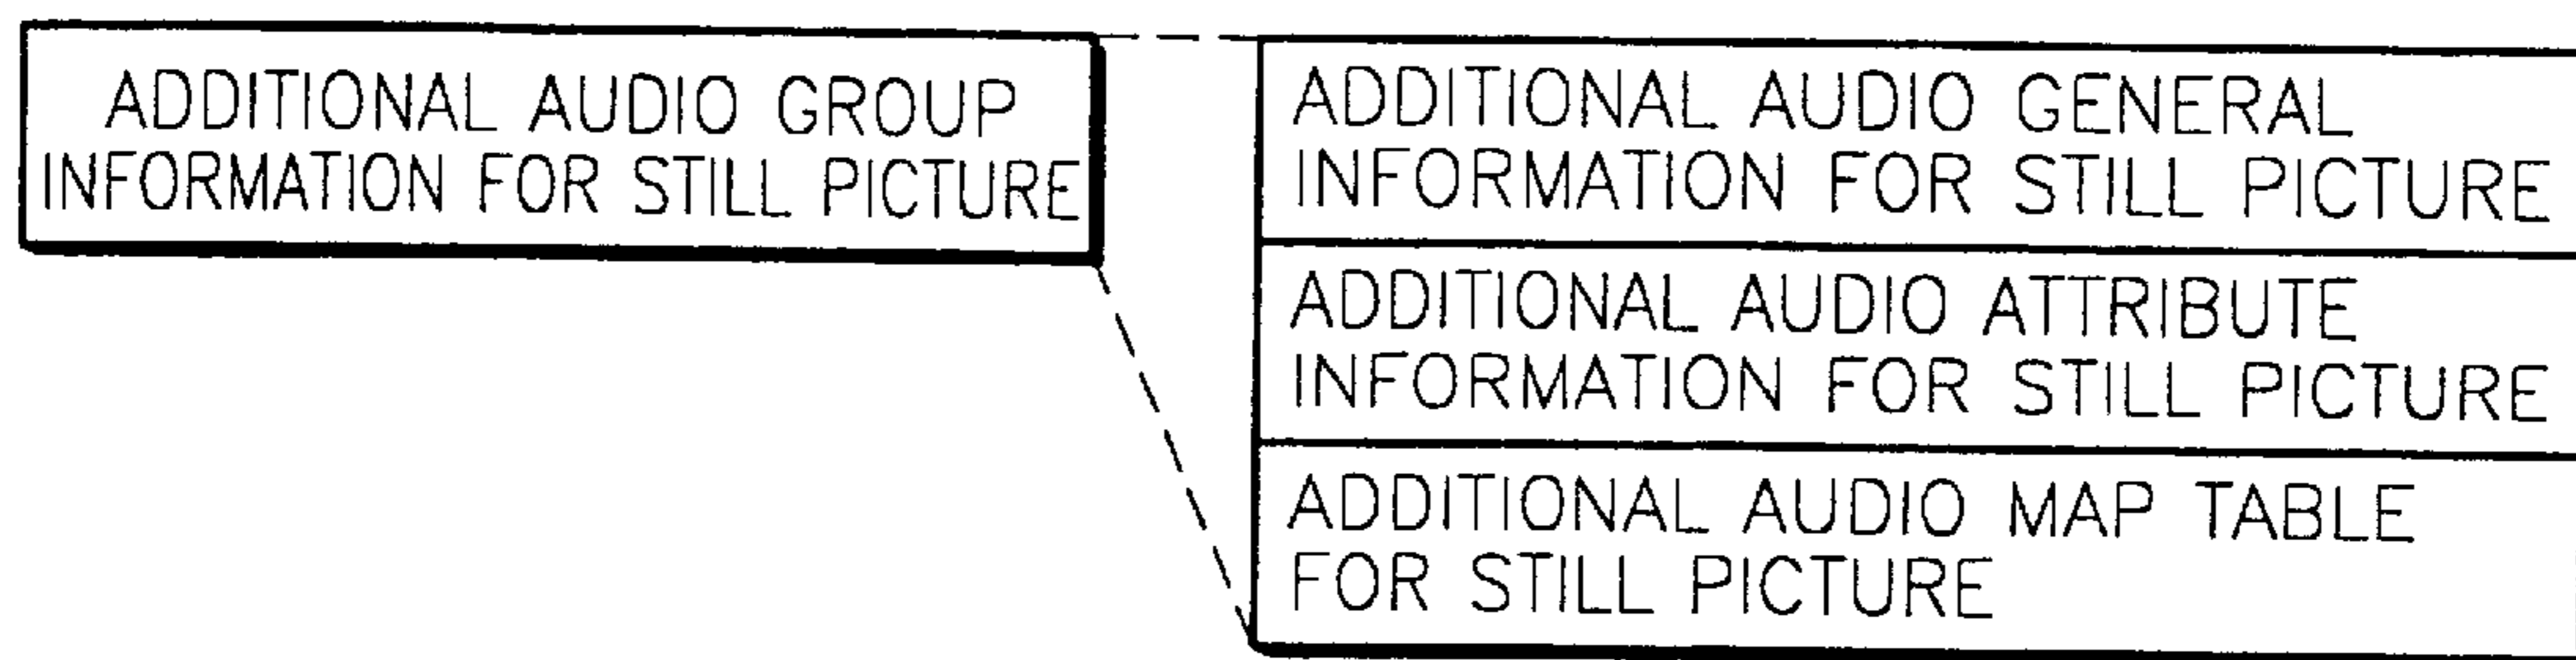 ADDITIONAL AUDIO GROUP
INFORMATION FOR STILL PICTURE
ADDITIONAL AUDIO GENERAL
INFORMATION FOR STILL PICTURE
ADDITIONAL AUDIO ATTRIBUTE
INFORMATION FOR STILL PICTURE
ADDITIONAL AUDIO MAP TABLE
FOR STILL PICTURE